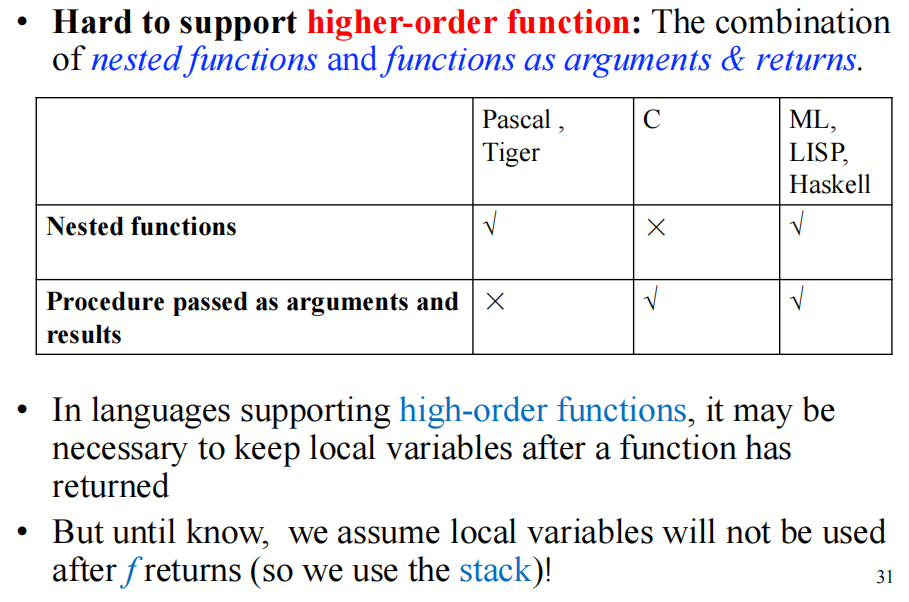 • Hard to support higher-order function: The combination
of nested functions and functions as arguments & returns.
Pascal , C ML,
Tiger LISP,
Haskell
Nested functions √ × √
Procedure passed as arguments and × √ √
results
• In languages supporting high-order functions, it may be
necessary to keep local variables after a function has
returned
• But until know, we assume local variables will not be used
after f returns (so we use the stack)!
31